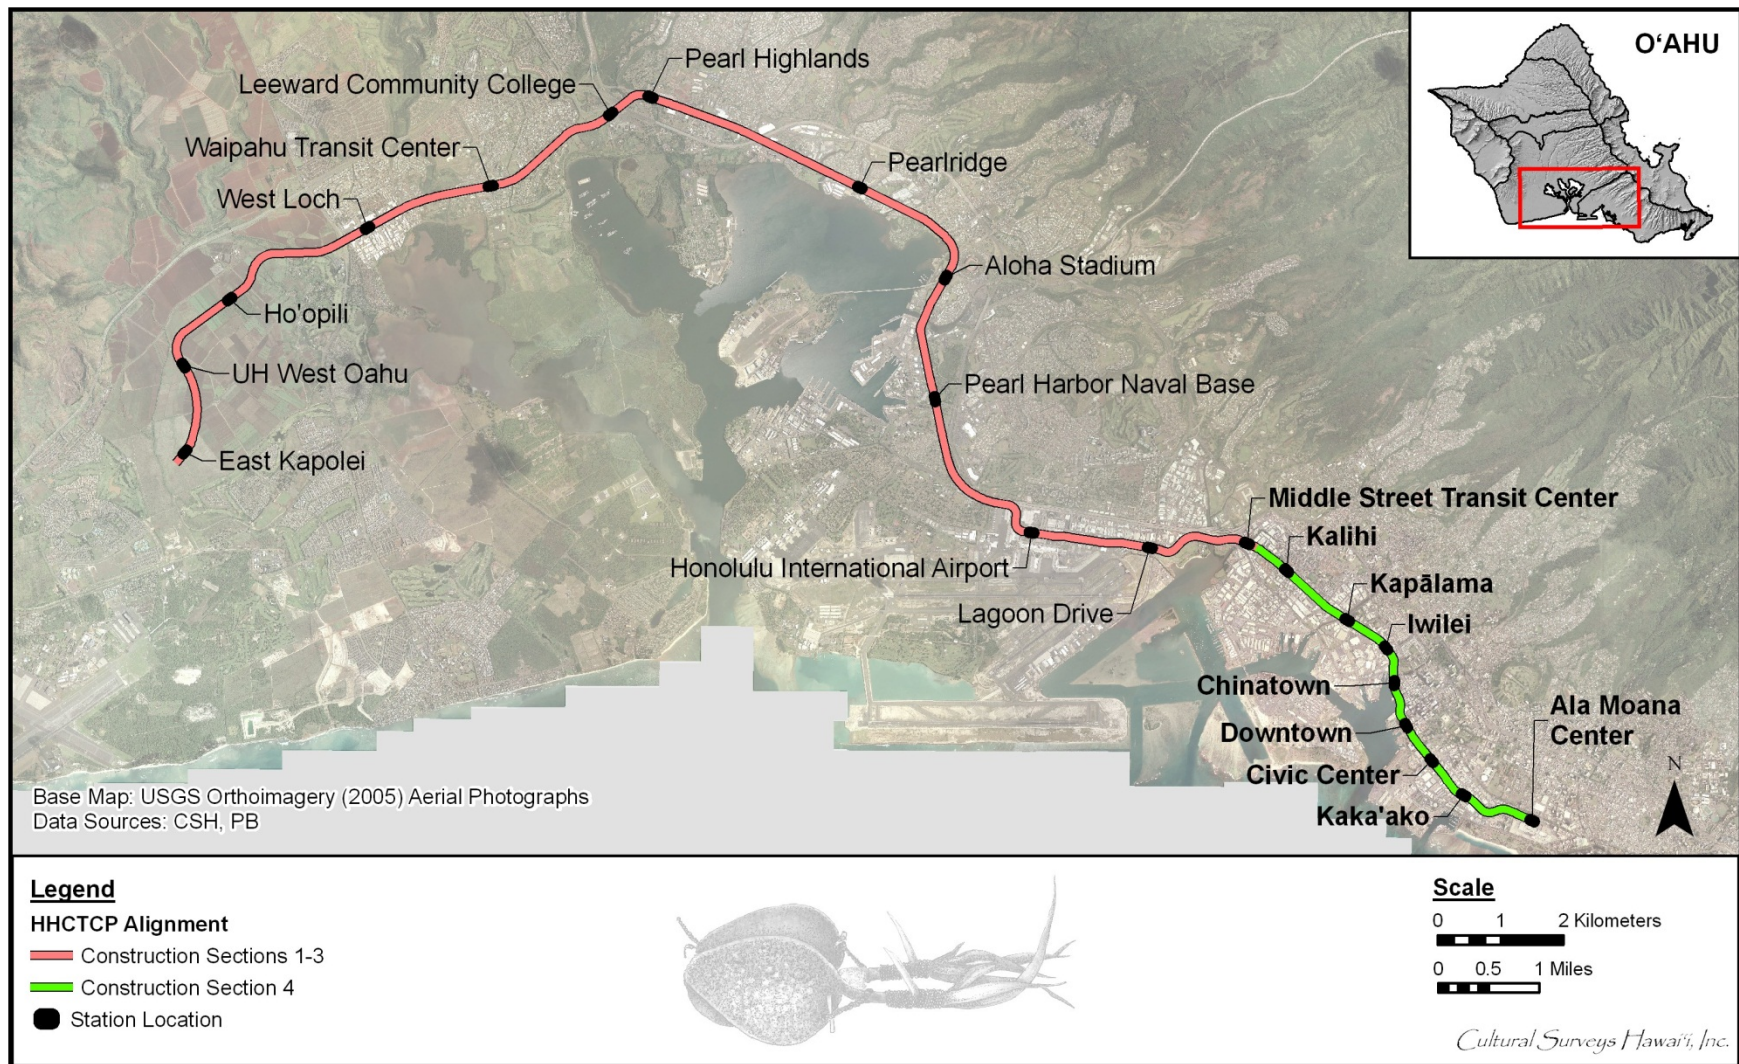 O‘AHU
Pearl Highlands
Leeward Community College
Waipahu Transit Center
Pearlridge
West Loch
Aloha Stadium
Ho'opili
UH West Oahu
Pearl Harbor Naval Base
East Kapolei
Middle Street Transit Center
Kalihi
Honolulu International Airport
Kapālama
Lagoon Drive
Iwilei
Chinatown
Ala Moana
Center
Downtown
Civic Center
Kaka'ako
N
Base Map: USGS Orthoimagery (2005) Aerial Photographs
Data Sources: CSH, PB
Legend
HHCTCP Alignment
Construction Sections 1-3
Construction Section 4
Station Location
Scale
0 1 2 Kilometers
0 0.5 1 Miles
Cultural Surveys Hawai‘i, Inc.